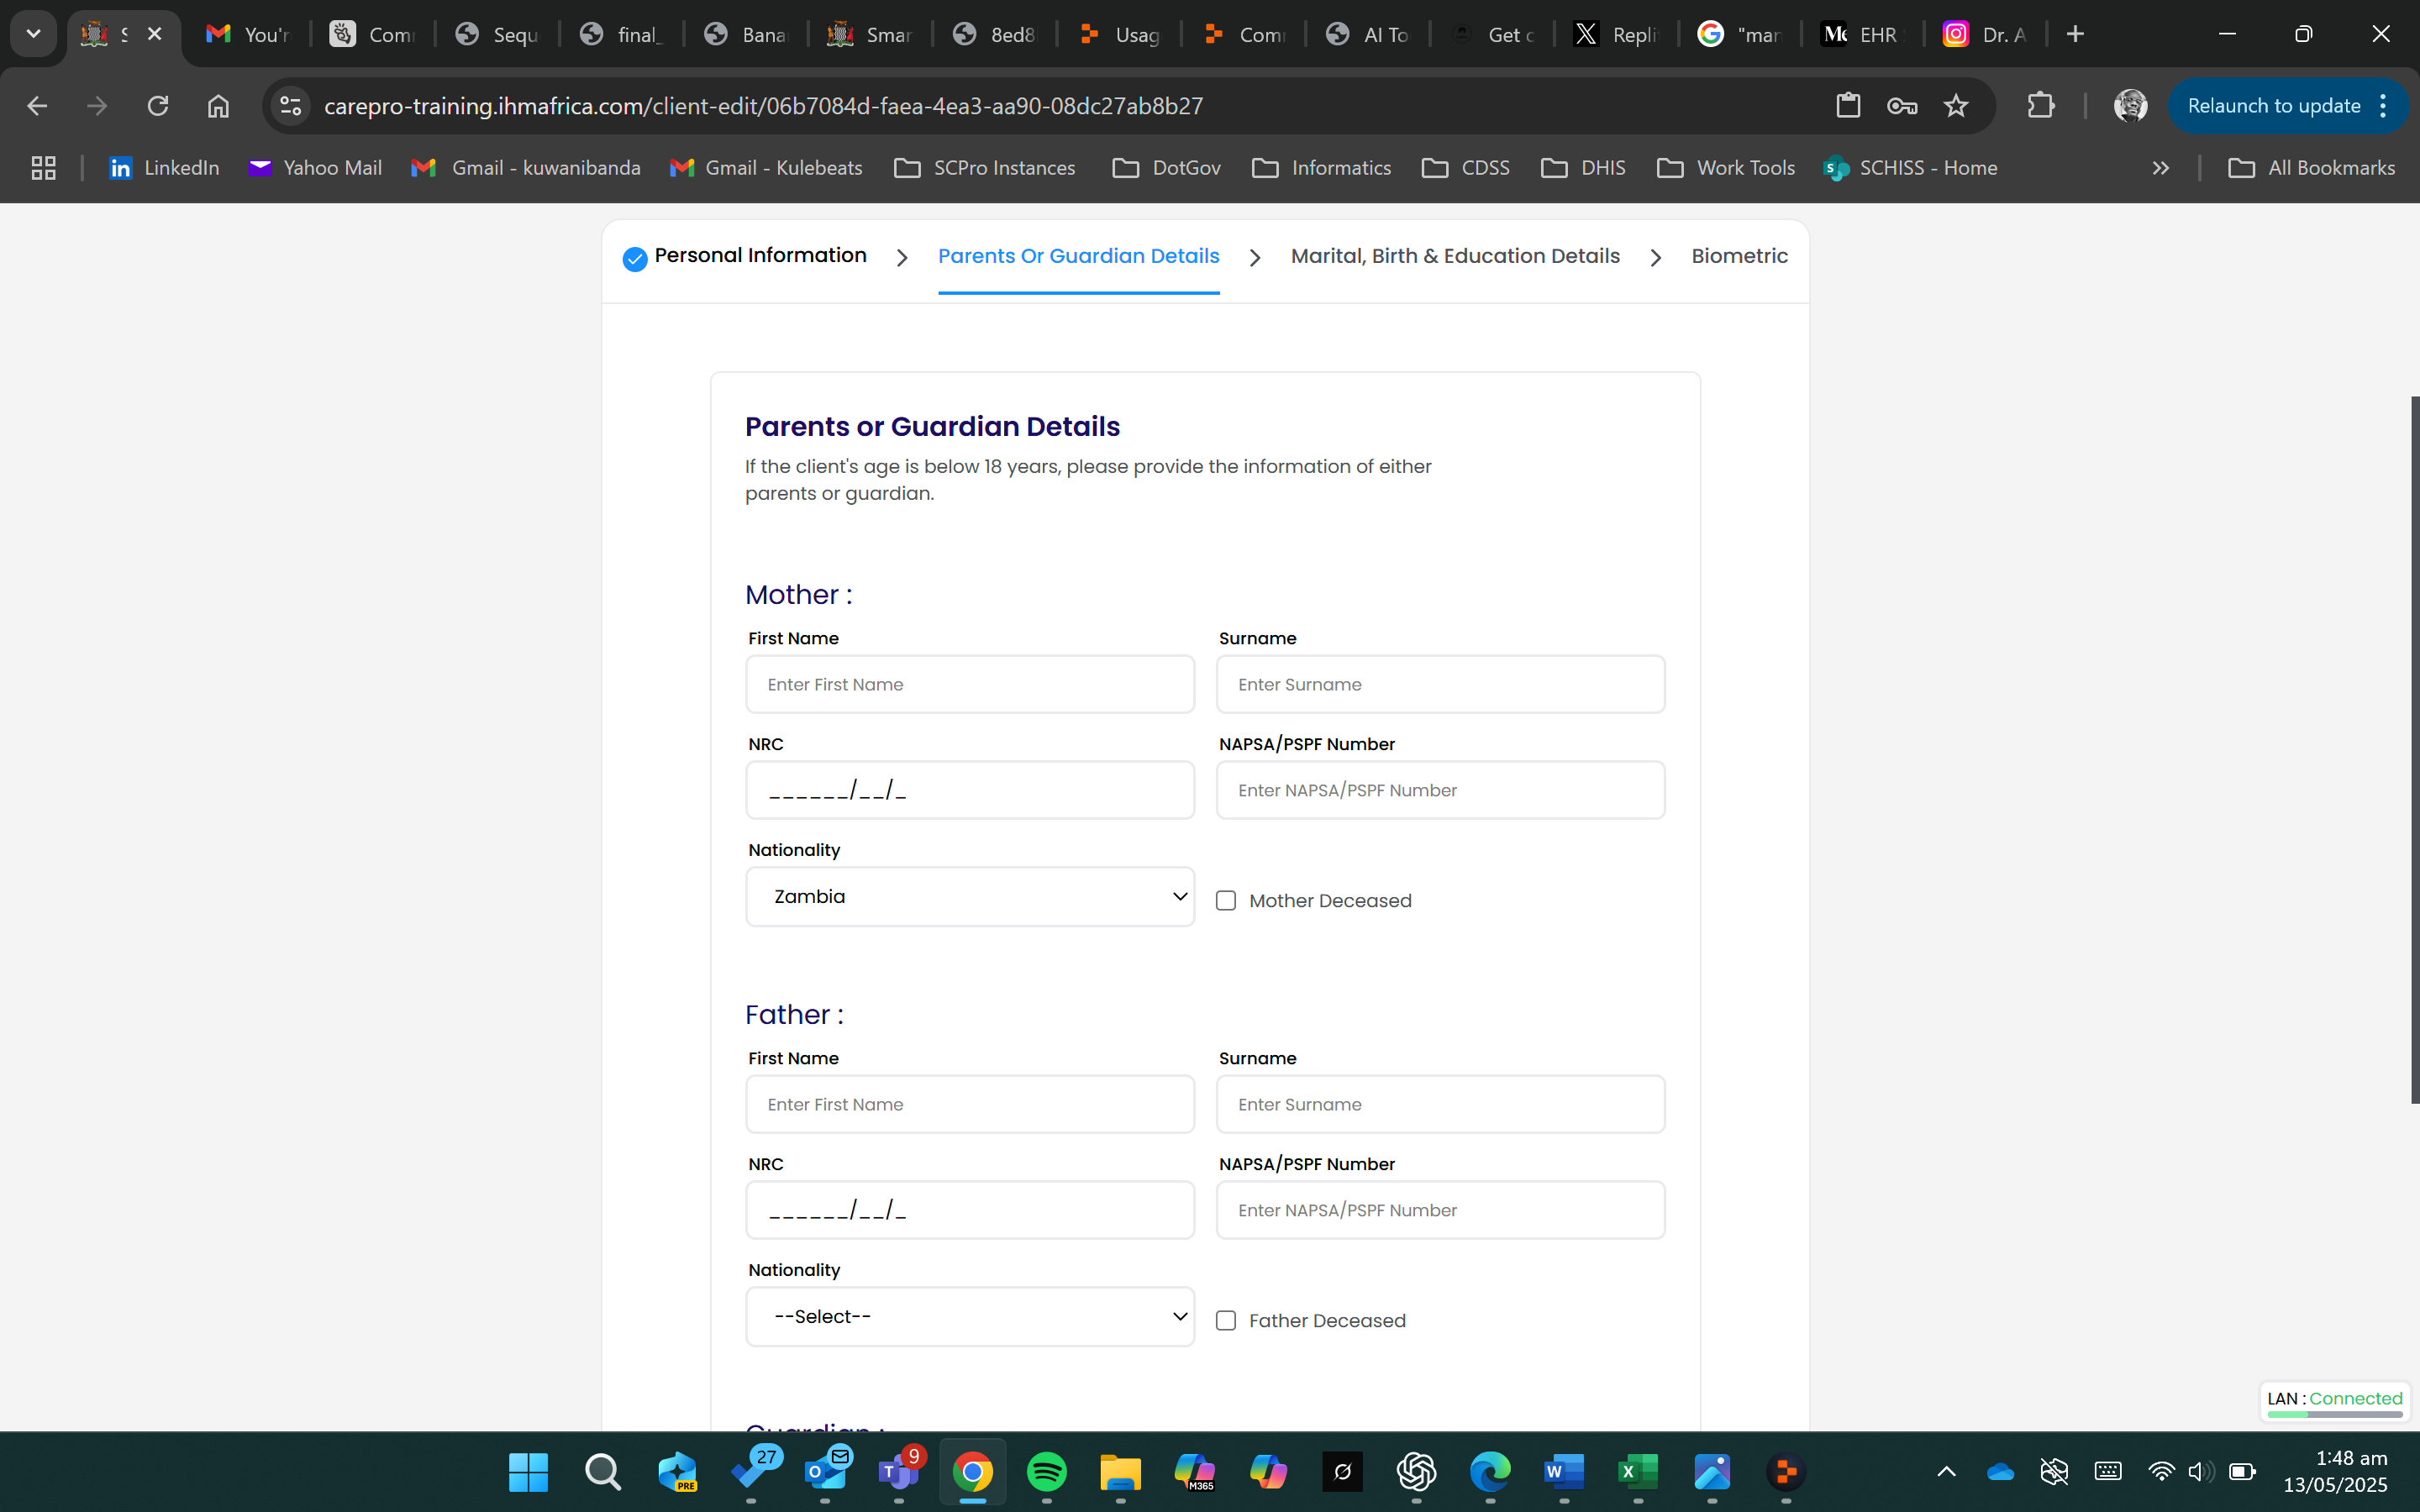 You'r
Com
Sequ
final_
Bana
Smar
8ed8
Usag
Com
AI To
Get c
Repli
"mar
EHR
Dr. A
carepro-training.ihmafrica.com/client-edit/06b7084d-faea-4ea3-aa90-08dc27ab8b27
Relaunch to update
LinkedIn
Yahoo Mail
Gmail - kuwanibanda
Gmail - Kulebeats
SCPro Instances
DotGov
Informatics
CDSS
DHIS
Work Tools
SCHISS - Home
All Bookmarks
Personal Information
Parents Or Guardian Details
Marital, Birth & Education Details
Biometric
Parents or Guardian Details
If the client's age is below 18 years, please provide the information of either
parents or guardian.
Mother :
First Name
Surname
Enter First Name
Enter Surname
NRC
NAPSA/PSPF Number
______/__/_
Enter NAPSA/PSPF Number
Nationality
Zambia
Mother Deceased
Father :
First Name
Surname
Enter First Name
Enter Surname
NRC
NAPSA/PSPF Number
______/__/_
Enter NAPSA/PSPF Number
Nationality
--Select--
Father Deceased
LAN : Connected
PRE
27
9
M365
1:48 am
13/05/2025